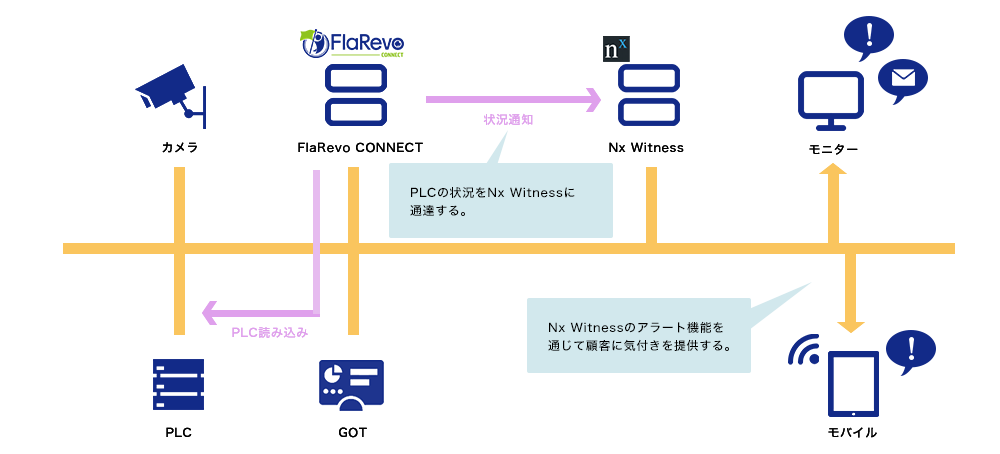 FlaRevo
CONNECT
nx
カメラ
FlaRevo CONNECT
状況通知
Nx Witness
モニター
PLCの状況をNx Witnessに
通達する。
PLC読み込み
Nx Witnessのアラート機能を
通じて顧客に気付きを提供する。
PLC
GOT
モバイル